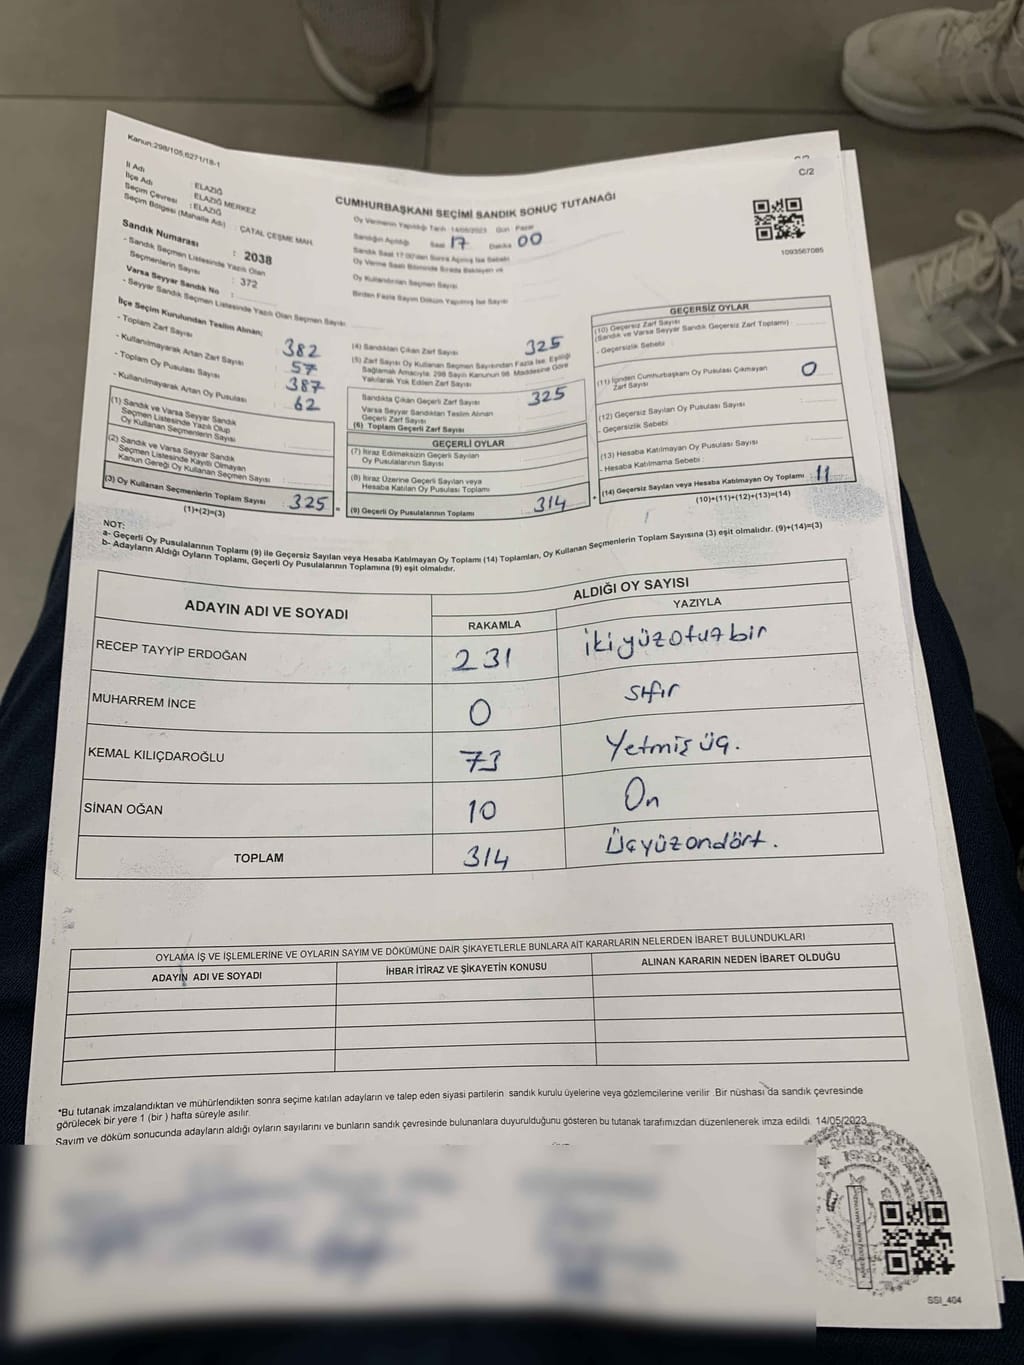 Kanun:298/105,6271/18-1
C/2
İl Adı : ELAZIĞ
İlçe Adı : ELAZIĞ MERKEZ
Seçim Çevresi : ELAZIĞ
Seçim Bölgesi (Mahalle Adı) : ÇATAL ÇEŞME MAH.
Sandık Numarası : 2038
- Sandık Seçmen Listesinde Yazılı Olan
Seçmenlerin Sayısı : 372
Varsa Seyyar Sandık No :
- Seyyar Sandık Seçmen Listesinde Yazılı Olan Seçmen Sayısı:
CUMHURBAŞKANI SEÇİMİ SANDIK SONUÇ TUTANAĞI
Oy Vermenin Yapıldığı Tarih 14/05/2023 Gün Pazar
Sandığın Açıldığı Saat 17 Dakika 00
Sandık Saat 17:00'den Sonra Açılmış İse Sebebi
Oy Verme Saati Bitiminde Sırada Bekleyen ve
Oy Kullandırılan Seçmen Sayısı
Birden Fazla Sayım Döküm Yapılmış İse Sayısı
1093567085
İlçe Seçim Kurulundan Teslim Alınan;
- Toplam Zarf Sayısı : 382
- Kullanılmayarak Artan Zarf Sayısı : 57
- Toplam Oy Pusulası Sayısı : 387
- Kullanılmayarak Artan Oy Pusulası : 62
(1) Sandık ve Varsa Seyyar Sandık
Seçmen Listesinde Yazılı Olup
Oy Kullanan Seçmenlerin Sayısı
(2) Sandık ve Varsa Seyyar Sandık
Seçmen Listesinde Kayıtlı Olmayan
Kanun Gereği Oy Kullanan Seçmen Sayısı :
(3) Oy Kullanan Seçmenlerin Toplam Sayısı : 325
(1)+(2)=(3)
(4) Sandıktan Çıkan Zarf Sayısı 325
(5) Zarf Sayısı Oy Kullanan Seçmen Sayısından Fazla İse, Eşitliği
Sağlamak Amacıyla, 298 Sayılı Kanunun 98. Maddesine Göre
Yakılarak Yok Edilen Zarf Sayısı
Sandıkta Çıkan Geçerli Zarf Sayısı 325
Varsa Seyyar Sandıktan Teslim Alınan
Geçerli Zarf Sayısı
(6) Toplam Geçerli Zarf Sayısı
GEÇERLİ OYLAR
(7) İtiraz Edilmeksizin Geçerli Sayılan
Oy Pusulalarının Sayısı
(8) İtiraz Üzerine Geçerli Sayılan veya
Hesaba Katılan Oy Pusulası Toplamı
(9) Geçerli Oy Pusulalarının Toplamı 314
GEÇERSİZ OYLAR
(10) Geçersiz Zarf Sayısı
(Sandık ve Varsa Seyyar Sandık Geçersiz Zarf Toplamı) :
- Geçersizlik Sebebi :
(11) İçinden Cumhurbaşkanı Oy Pusulası Çıkmayan 0
Zarf Sayısı
(12) Geçersiz Sayılan Oy Pusulası Sayısı
- Geçersizlik Sebebi
(13) Hesaba Katılmayan Oy Pusulası Sayısı
- Hesaba Katılmama Sebebi :
(14) Geçersiz Sayılan veya Hesaba Katılmayan Oy Toplamı : 11
(10)+(11)+(12)+(13)=(14)
NOT:
a- Geçerli Oy Pusulalarının Toplamı (9) ile Geçersiz Sayılan veya Hesaba Katılmayan Oy Toplamı (14) Toplamları, Oy Kullanan Seçmenlerin Toplam Sayısına (3) eşit olmalıdır. (9)+(14)=(3)
b- Adayların Aldığı Oyların Toplamı, Geçerli Oy Pusulalarının Toplamına (9) eşit olmalıdır.
ADAYIN ADI VE SOYADI ALDIĞI OY SAYISI
RAKAMLA YAZIYLA
RECEP TAYYİP ERDOĞAN 231 ikiyüzotuzbir
MUHARREM İNCE 0 sıfır
KEMAL KILIÇDAROĞLU 73 Yetmişüç.
SİNAN OĞAN 10 On
TOPLAM 314 Üçyüzondört.
OYLAMA İŞ VE İŞLEMLERİNE VE OYLARIN SAYIM VE DÖKÜMÜNE DAİR ŞİKAYETLERLE BUNLARA AİT KARARLARIN NELERDEN İBARET BULUNDUKLARI
ADAYIN ADI VE SOYADI İHBAR İTİRAZ VE ŞİKAYETİN KONUSU ALINAN KARARIN NEDEN İBARET OLDUĞU
*Bu tutanak imzalandıktan ve mühürlendikten sonra seçime katılan adayların ve talep eden siyasi partilerin sandık kurulu üyelerine veya gözlemcilerine verilir. Bir nüshası da sandık çevresinde
görülecek bir yere 1 (bir) hafta süreyle asılır.
Sayım ve döküm sonucunda adayların aldığı oyların sayılarını ve bunların sandık çevresinde bulunanlara duyurulduğunu gösteren bu tutanak tarafımızdan düzenlenerek imza edildi. 14/05/2023
SSI_404